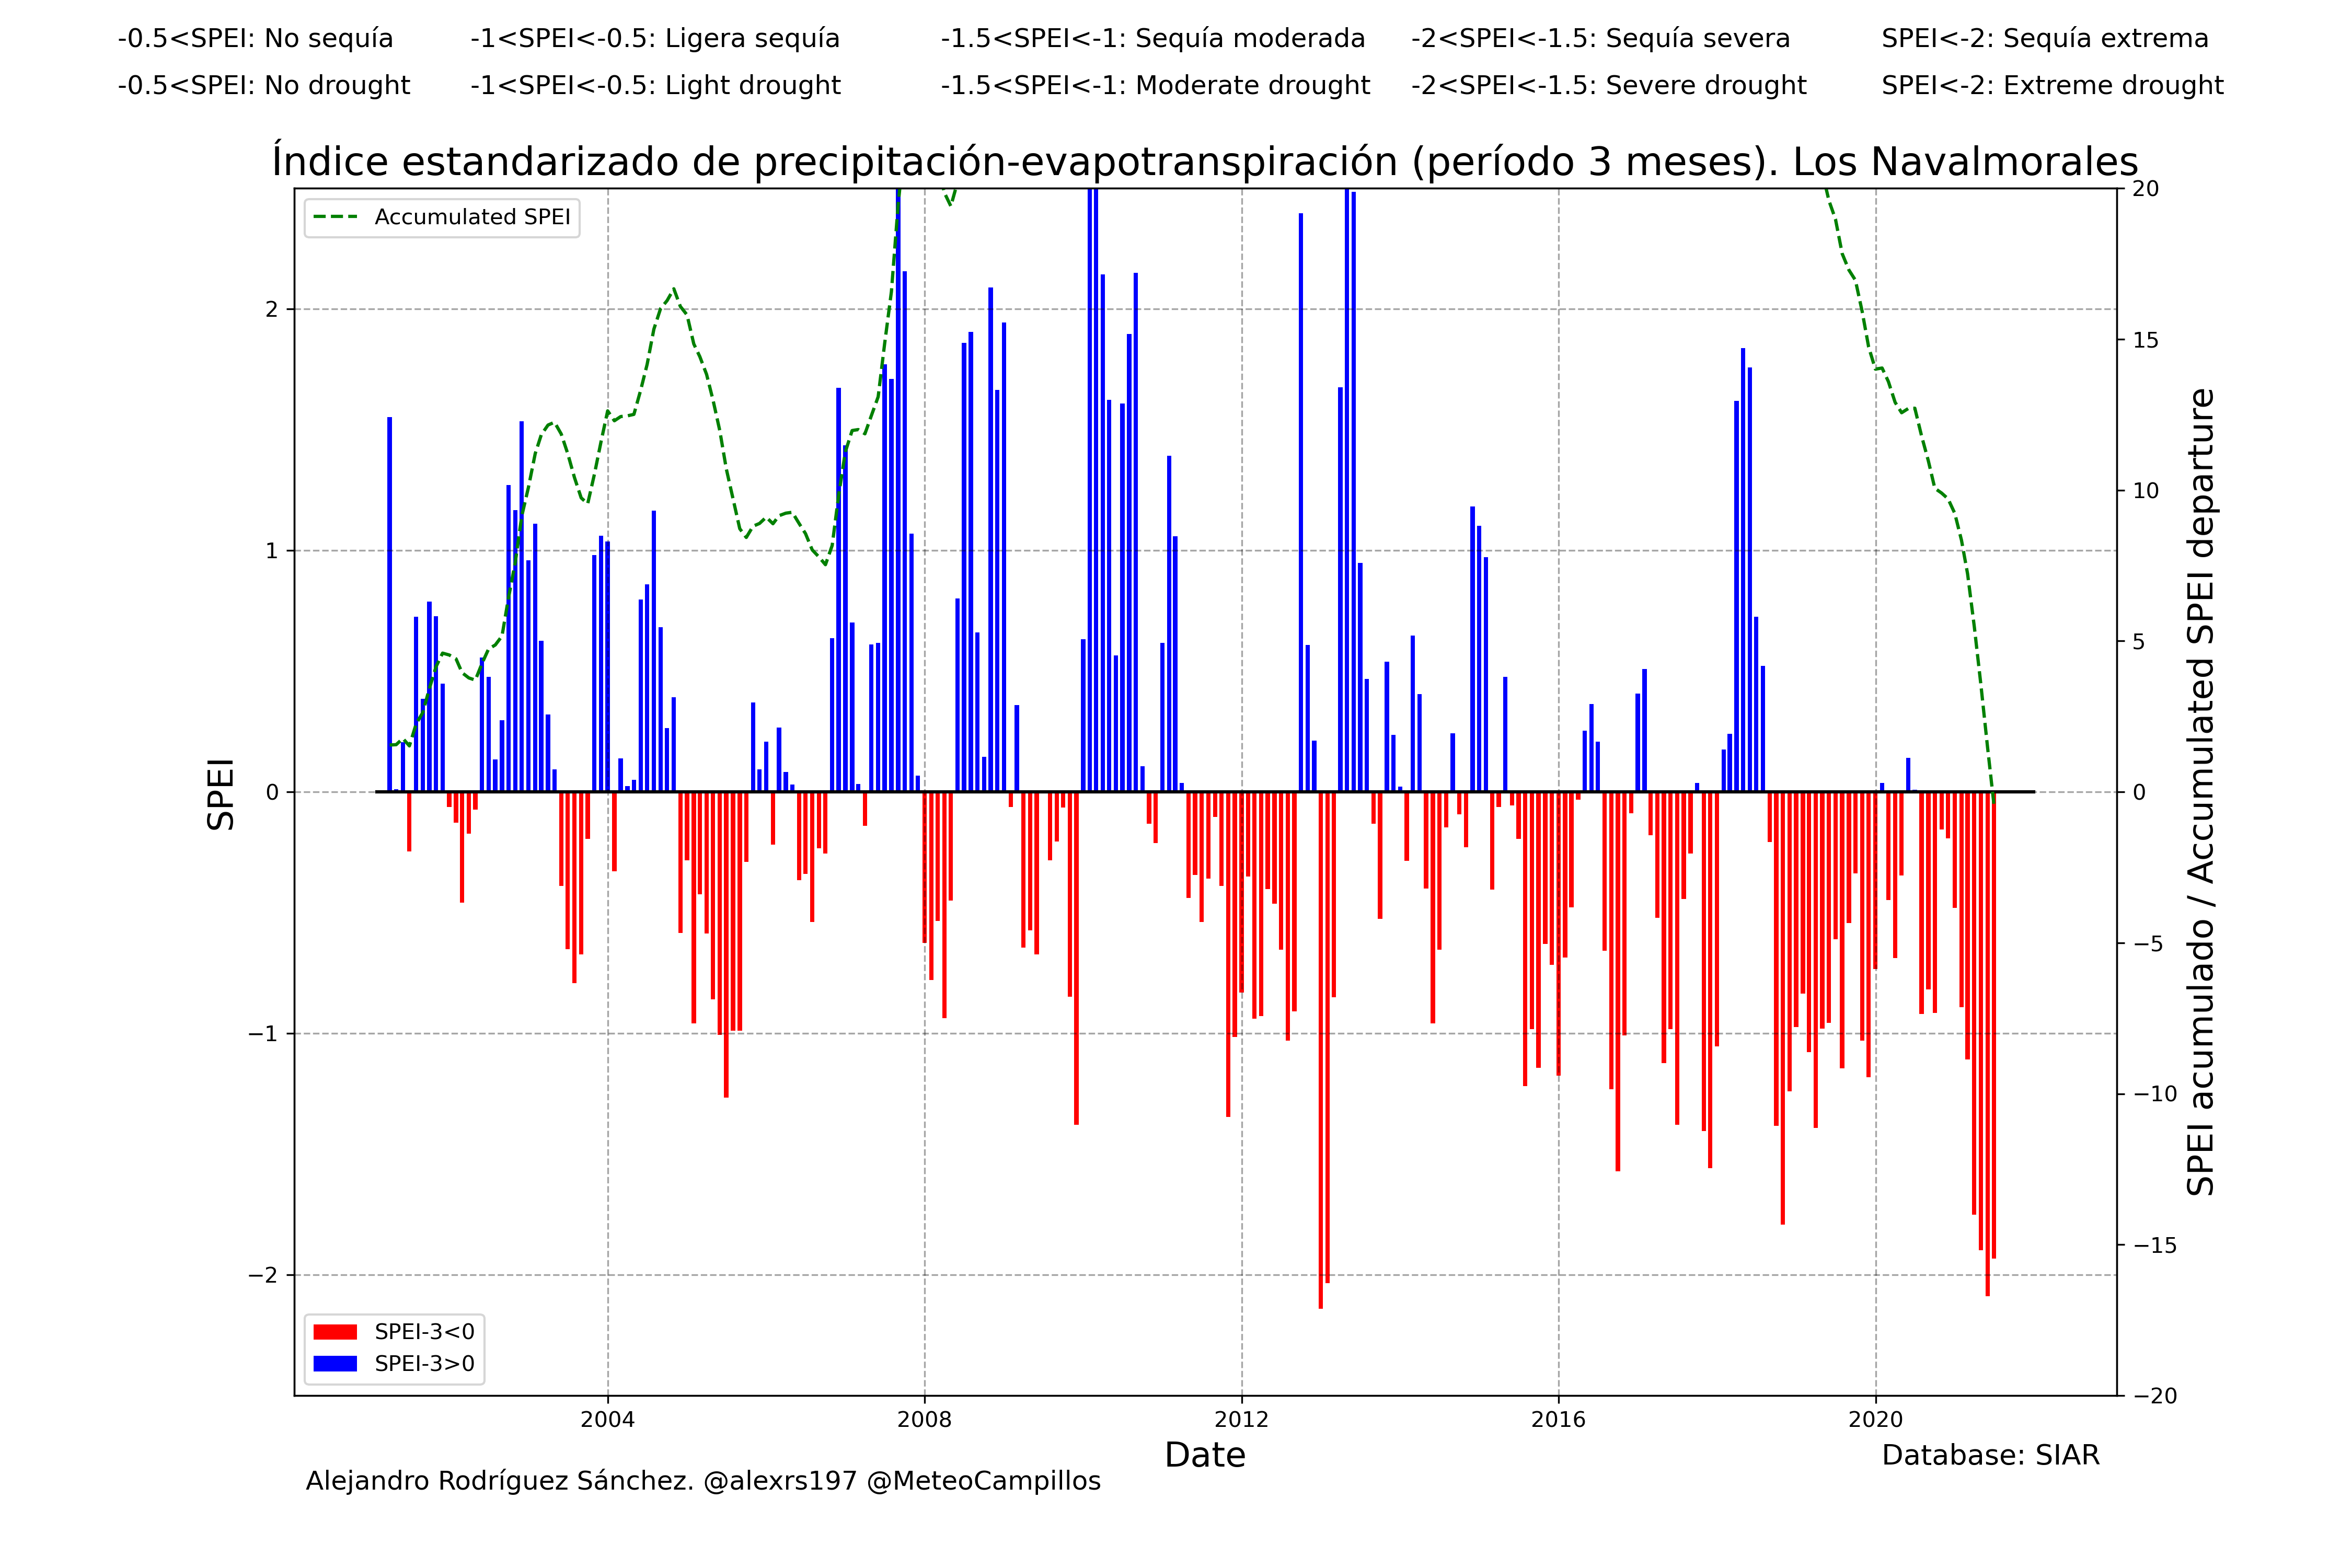 -0.5<SPEI: No sequía -1<SPEI<-0.5: Ligera sequía -1.5<SPEI<-1: Sequía moderada -2<SPEI<-1.5: Sequía severa SPEI<-2: Sequía extrema
-0.5<SPEI: No drought -1<SPEI<-0.5: Light drought -1.5<SPEI<-1: Moderate drought -2<SPEI<-1.5: Severe drought SPEI<-2: Extreme drought
Índice estandarizado de precipitación-evapotranspiración (período 3 meses). Los Navalmorales
Accumulated SPEI
SPEI
2
1
0
−1
−2
20
15
10
5
0
−5
−10
−15
−20
SPEI acumulado / Accumulated SPEI departure
SPEI-3<0
SPEI-3>0
2004 2008 2012 2016 2020
Date
Database: SIAR
Alejandro Rodríguez Sánchez. @alexrs197 @MeteoCampillos